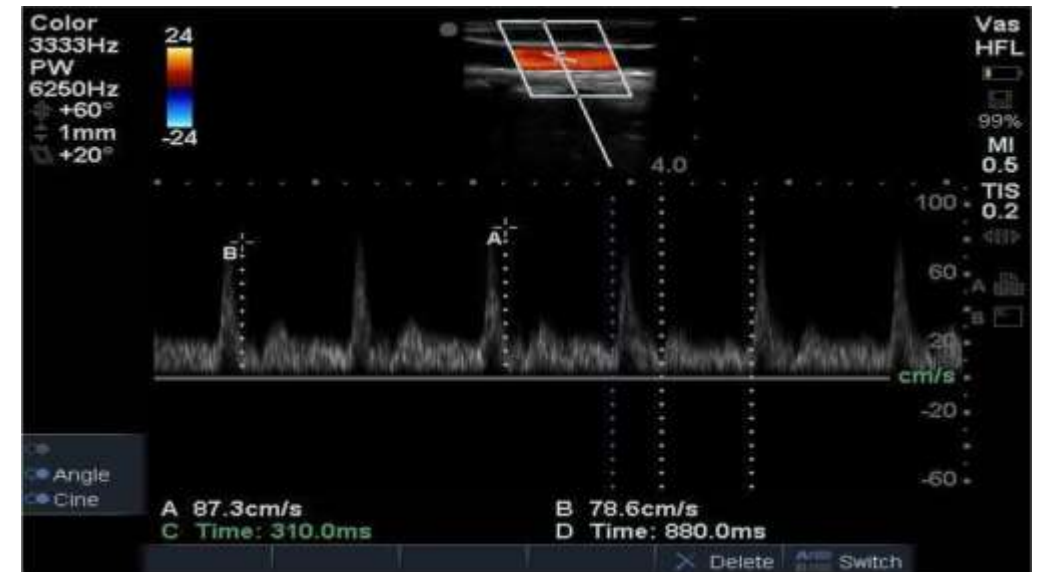 Color
3333Hz
PW
6250Hz
+60°
1mm
+20°
24
-24
4.0
Vas
HFL
99%
MI
0.5
TIS
0.2
A
B
100
60
20
cm/s
-20
-60
B
A
Angle
Cine
A 87.3cm/s
B 78.6cm/s
C Time: 310.0ms
D Time: 880.0ms
Delete
Switch